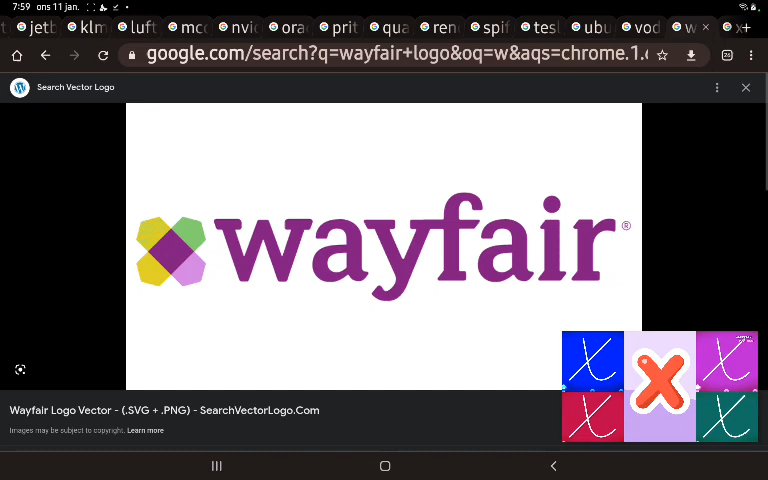 7:59 ons 11 jan.
jetb klm luft mcc nvic ora prit qua ren spif tesl ubu vod w x
google.com/search?q=wayfair+logo&oq=w&aqs=chrome.1.
26
Search Vector Logo
wayfair®
X X
X X
Wayfair Logo Vector - (.SVG + .PNG) - SearchVectorLogo.Com
Images may be subject to copyright. Learn more